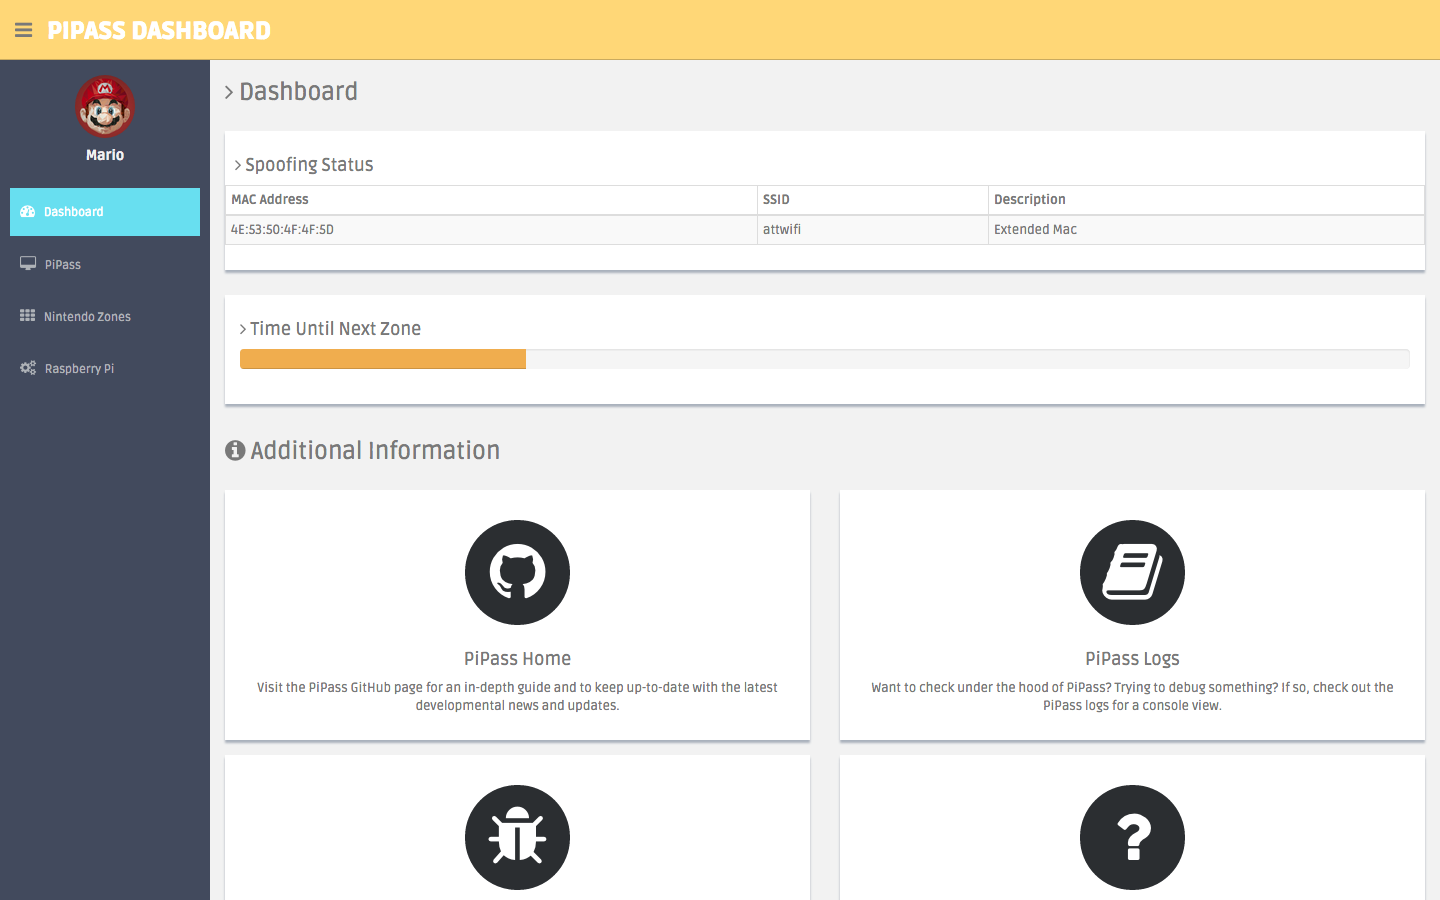 PIPASS DASHBOARD
Mario
Dashboard
PiPass
Nintendo Zones
Raspberry Pi
Dashboard
Spoofing Status
MAC Address SSID Description
4E:53:50:4F:4F:5D attwifi Extended Mac
Time Until Next Zone
Additional Information
PiPass Home
Visit the PiPass GitHub page for an in-depth guide and to keep up-to-date with the latest
developmental news and updates.
PiPass Logs
Want to check under the hood of PiPass? Trying to debug something? If so, check out the
PiPass logs for a console view.